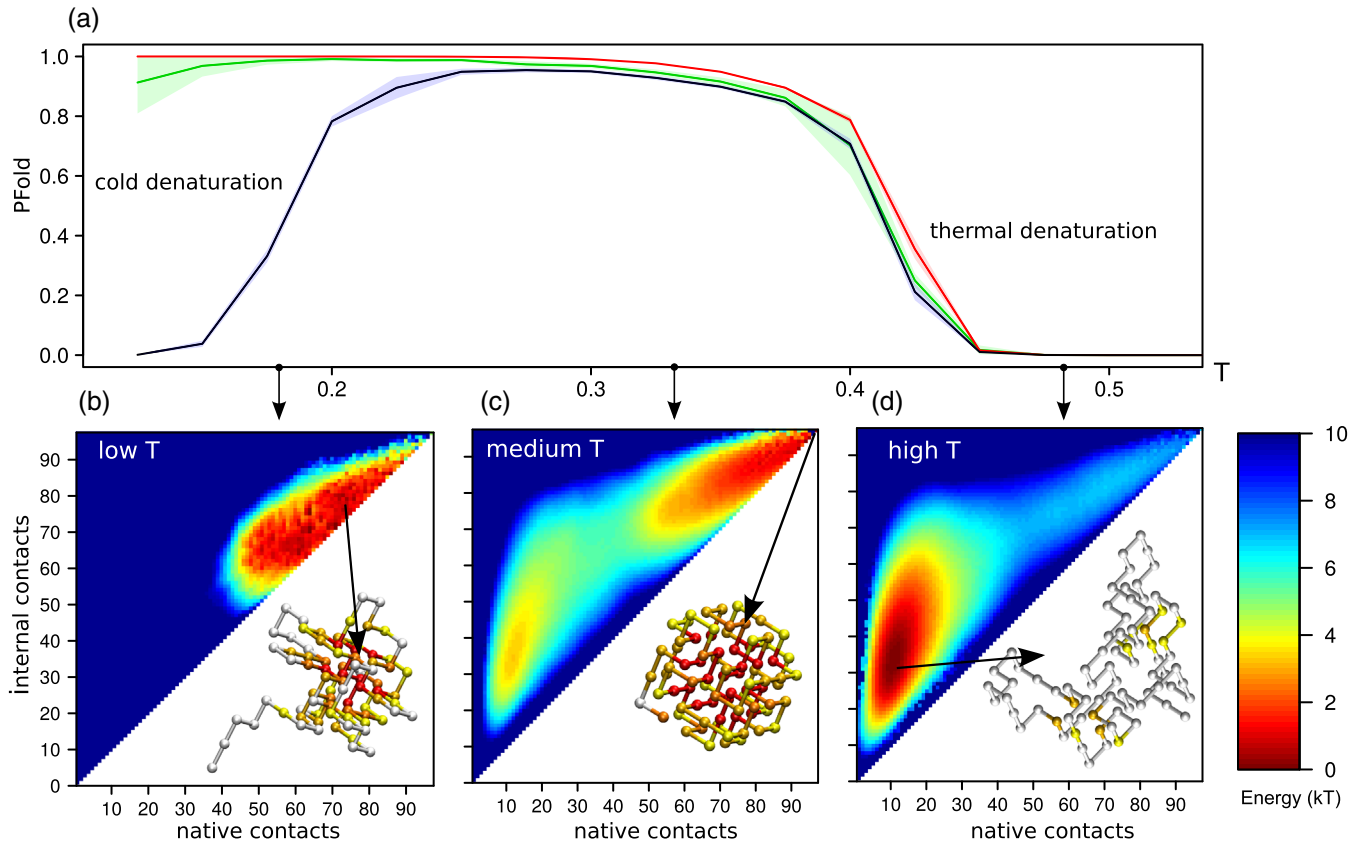 (a)
PFold
1.0
0.8
0.6
0.4
0.2
0.0
cold denaturation
thermal denaturation
0.2 0.3 0.4 0.5 T
(b) (c) (d)
low T
internal contacts
90
80
70
60
50
40
30
20
10
0
10 20 30 40 50 60 70 80 90
native contacts
medium T
10 20 30 40 50 60 70 80 90
native contacts
high T
10 20 30 40 50 60 70 80 90
native contacts
10
8
6
4
2
0
Energy (kT)